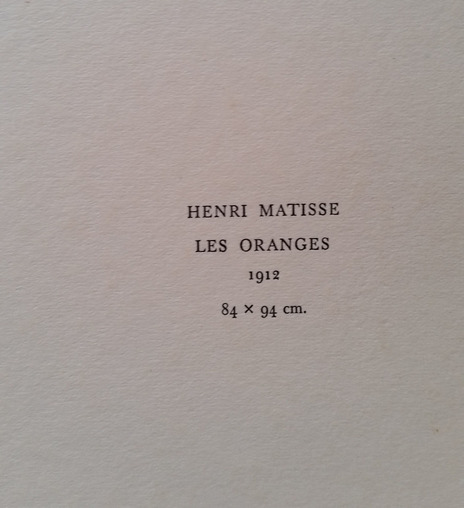 HENRI MATISSE
LES ORANGES
1912
84 × 94 cm.